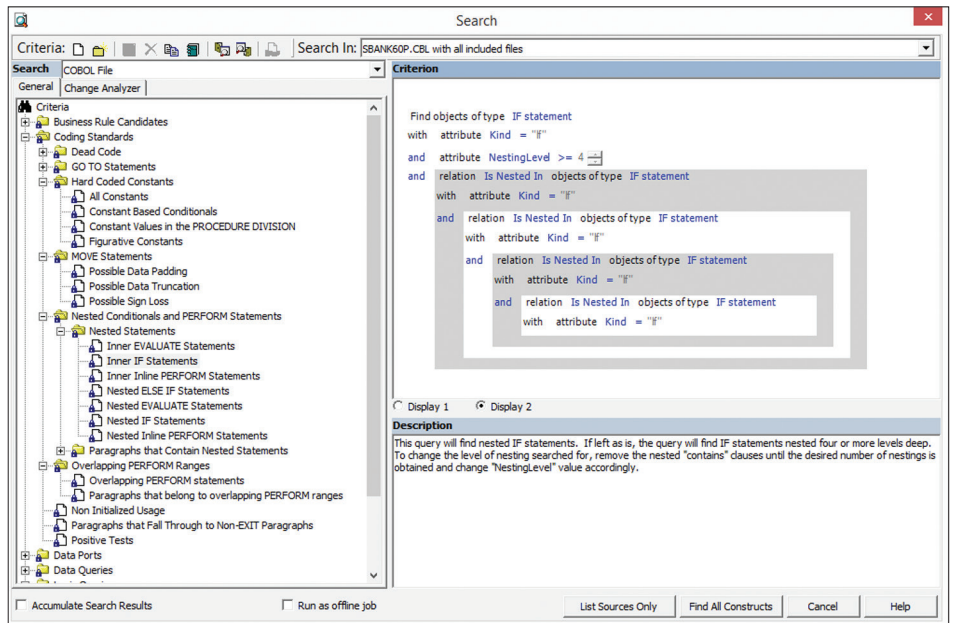 Search
Criteria:
Search In: SBANK60P.CBL with all included files
Search COBOL File
General Change Analyzer
Criteria
Business Rule Candidates
Coding Standards
Dead Code
GO TO Statements
Hard Coded Constants
All Constants
Constant Based Conditionals
Constant Values in the PROCEDURE DIVISION
Figurative Constants
MOVE Statements
Possible Data Padding
Possible Data Truncation
Possible Sign Loss
Nested Conditionals and PERFORM Statements
Nested Statements
Inner EVALUATE Statements
Inner IF Statements
Inner Inline PERFORM Statements
Nested ELSE IF Statements
Nested EVALUATE Statements
Nested IF Statements
Nested Inline PERFORM Statements
Paragraphs that Contain Nested Statements
Overlapping PERFORM Ranges
Overlapping PERFORM statements
Paragraphs that belong to overlapping PERFORM ranges
Non Initialized Usage
Paragraphs that Fall Through to Non-EXIT Paragraphs
Positive Tests
Data Ports
Data Queries
Criterion
Find objects of type IF statement
with attribute Kind = "If"
and attribute NestingLevel >= 4
and relation Is Nested In objects of type IF statement
with attribute Kind = "If"
and relation Is Nested In objects of type IF statement
with attribute Kind = "If"
and relation Is Nested In objects of type IF statement
with attribute Kind = "If"
and relation Is Nested In objects of type IF statement
with attribute Kind = "If"
Display 1 Display 2
Description
This query will find nested IF statements. If left as is, the query will find IF statements nested four or more levels deep.
To change the level of nesting searched for, remove the nested "contains" clauses until the desired number of nestings is
obtained and change "NestingLevel" value accordingly.
Accumulate Search Results
Run as offline job
List Sources Only
Find All Constructs
Cancel
Help